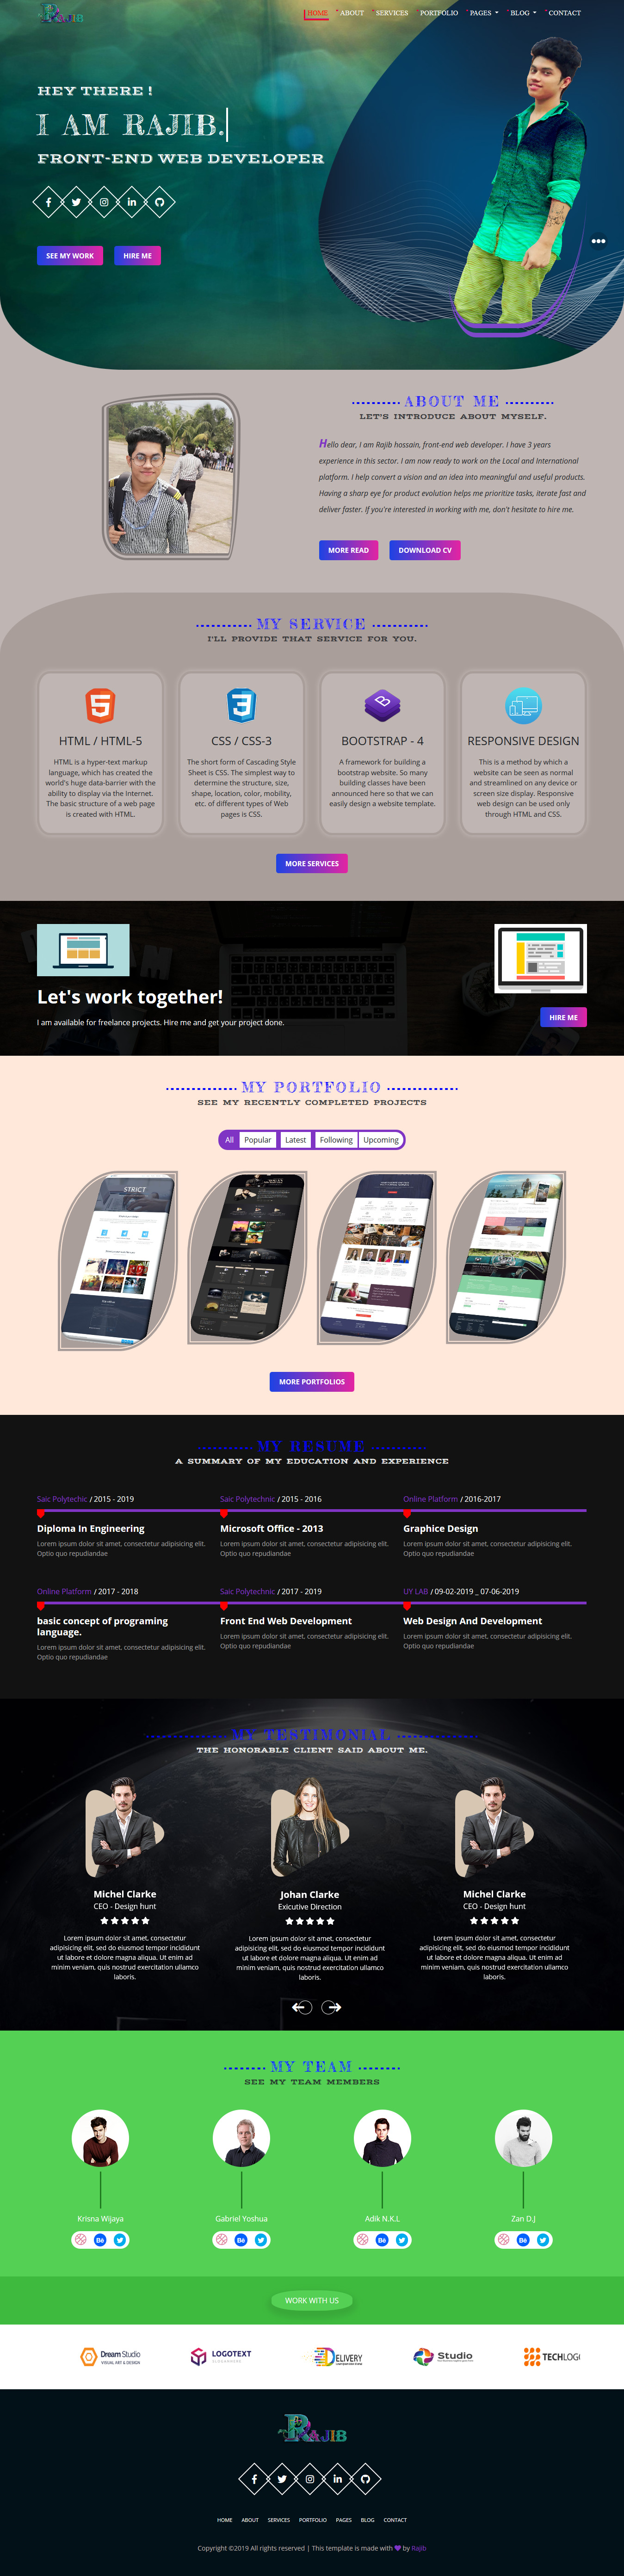 RAJIB
HOME ABOUT SERVICES PORTFOLIO PAGES BLOG CONTACT
HEY THERE !
I AM RAJIB.
FRONT-END WEB DEVELOPER
SEE MY WORK
HIRE ME
ABOUT ME
LET'S INTRODUCE ABOUT MYSELF.
Hello dear, I am Rajib hossain, front-end web developer. I have 3 years
experience in this sector. I am now ready to work on the Local and International
platform. I help convert a vision and an idea into meaningful and useful products.
Having a sharp eye for product evolution helps me prioritize tasks, iterate fast and
deliver faster. If you're interested in working with me, don't hesitate to hire me.
MORE READ
DOWNLOAD CV
MY SERVICE
I'LL PROVIDE THAT SERVICE FOR YOU.
HTML / HTML-5
HTML is a hyper-text markup
language, which has created the
world's huge data-barrier with the
ability to display via the Internet.
The basic structure of a web page
is created with HTML.
CSS / CSS-3
The short form of Cascading Style
Sheet is CSS. The simplest way to
determine the structure, size,
shape, location, color, mobility,
etc. of different types of Web
pages is CSS.
BOOTSTRAP - 4
A framework for building a
bootstrap website. So many
building classes have been
announced here so that we can
easily design a website template.
RESPONSIVE DESIGN
This is a method by which a
website can be seen as normal
and streamlined on any device or
screen size display. Responsive
web design can be used only
through HTML and CSS.
MORE SERVICES
Let's work together!
I am available for freelance projects. Hire me and get your project done.
HIRE ME
MY PORTFOLIO
SEE MY RECENTLY COMPLETED PROJECTS
All Popular Latest Following Upcoming
STRICT
MORE PORTFOLIOS
MY RESUME
A SUMMARY OF MY EDUCATION AND EXPERIENCE
Saic Polytechic / 2015 - 2019
Diploma In Engineering
Lorem ipsum dolor sit amet, consectetur adipisicing elit.
Optio quo repudiandae
Saic Polytechnic / 2015 - 2016
Microsoft Office - 2013
Lorem ipsum dolor sit amet, consectetur adipisicing elit.
Optio quo repudiandae
Online Platform / 2016-2017
Graphice Design
Lorem ipsum dolor sit amet, consectetur adipisicing elit.
Optio quo repudiandae
Online Platform / 2017 - 2018
basic concept of programing
language.
Lorem ipsum dolor sit amet, consectetur adipisicing elit.
Optio quo repudiandae
Saic Polytechnic / 2017 - 2019
Front End Web Development
Lorem ipsum dolor sit amet, consectetur adipisicing elit.
Optio quo repudiandae
UY LAB / 09-02-2019 _ 07-06-2019
Web Design And Development
Lorem ipsum dolor sit amet, consectetur adipisicing elit.
Optio quo repudiandae
MY TESTIMONIAL
THE HONORABLE CLIENT SAID ABOUT ME.
Michel Clarke
CEO - Design hunt
Lorem ipsum dolor sit amet, consectetur
adipisicing elit, sed do eiusmod tempor incididunt
ut labore et dolore magna aliqua. Ut enim ad
minim veniam, quis nostrud exercitation ullamco
laboris.
Johan Clarke
Exicutive Direction
Lorem ipsum dolor sit amet, consectetur
adipisicing elit, sed do eiusmod tempor incididunt
ut labore et dolore magna aliqua. Ut enim ad
minim veniam, quis nostrud exercitation ullamco
laboris.
Michel Clarke
CEO - Design hunt
Lorem ipsum dolor sit amet, consectetur
adipisicing elit, sed do eiusmod tempor incididunt
ut labore et dolore magna aliqua. Ut enim ad
minim veniam, quis nostrud exercitation ullamco
laboris.
MY TEAM
SEE MY TEAM MEMBERS
Krisna Wijaya
Gabriel Yoshua
Adik N.K.L
Zan D.J
WORK WITH US
Dream Studio
VISUAL ART & DESIGN
LOGOTEXT
DELIVERY
Studio
TECHLOG
RAJIB
HOME ABOUT SERVICES PORTFOLIO PAGES BLOG CONTACT
Copyright ©2019 All rights reserved | This template is made with by Rajib